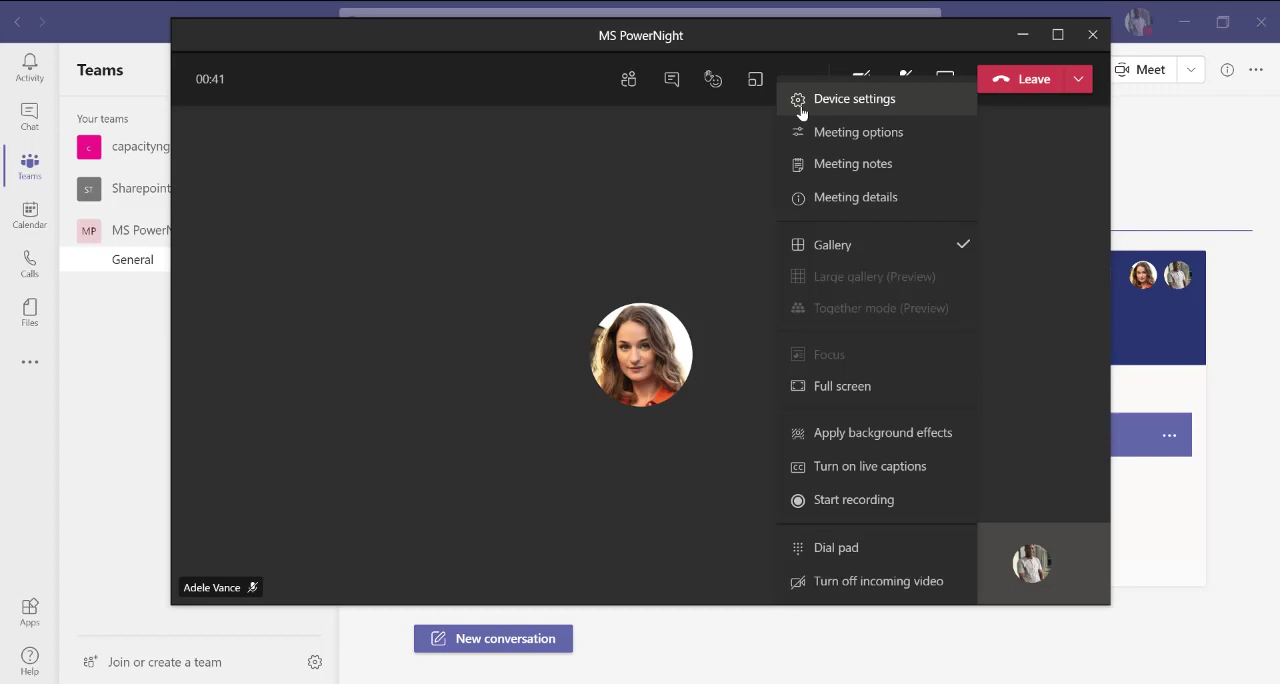 MS PowerNight
Activity
Teams
00:41
Leave
Meet
Chat
Your teams
c
capacityng
Device settings
Teams
ST
Sharepoint
Meeting options
Calendar
MP
MS PowerN
Meeting notes
General
Meeting details
Calls
Gallery
Files
Large gallery (Preview)
Together mode (Preview)
Focus
Full screen
Apply background effects
CC
Turn on live captions
Start recording
Dial pad
Adele Vance
Turn off incoming video
Apps
New conversation
Join or create a team
Help